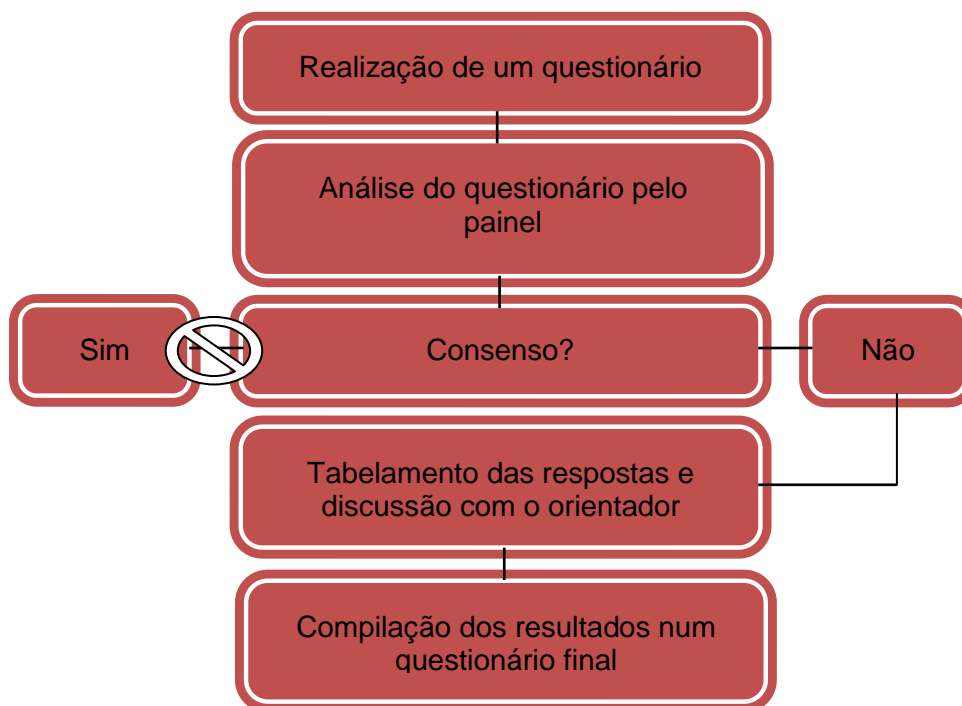 Realização de um questionário
Análise do questionário pelo
painel
Sim
Consenso?
Não
Tabelamento das respostas e
discussão com o orientador
Compilação dos resultados num
questionário final